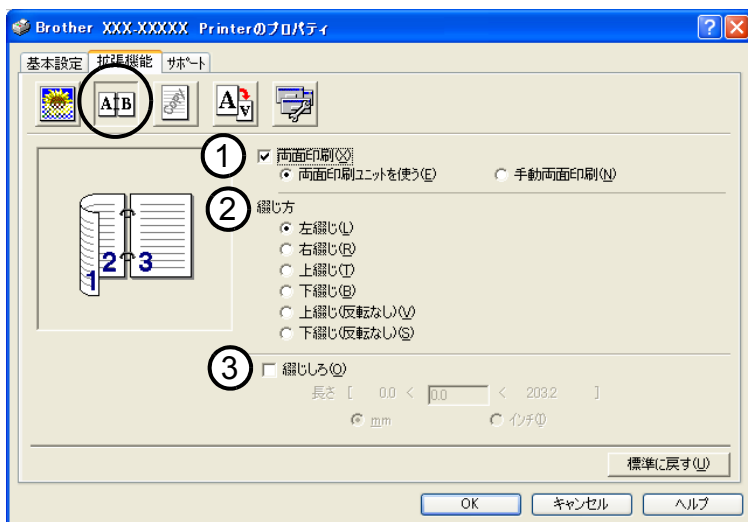 Brother XXX-XXXXX Printerのプロパティ
基本設定 拡張機能 サポート
A B A A
1 両面印刷(X)
両面印刷ユニットを使う(E) 手動両面印刷(N)
2 綴じ方
左綴じ(L)
右綴じ(R)
上綴じ(T)
下綴じ(B)
上綴じ(反転なし)(V)
下綴じ(反転なし)(S)
1 2 3
3 綴じしろ(O)
長さ [ 0.0 < 0.0 < 203.2 ]
mm インチ(I)
標準に戻す(U)
OK キャンセル ヘルプ